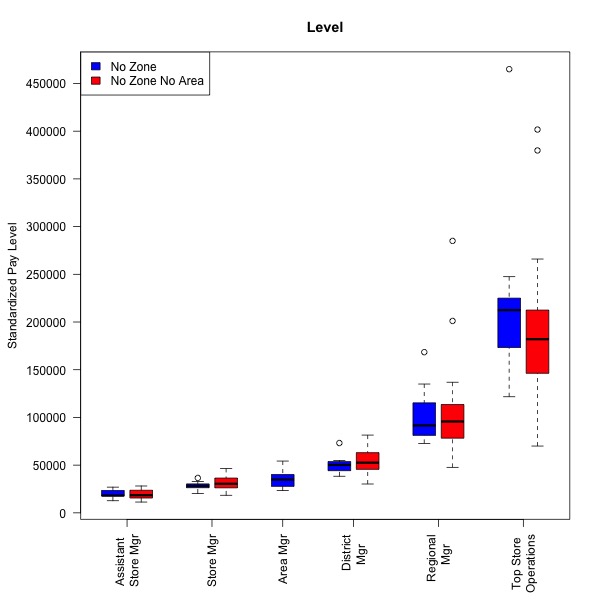 Level
No Zone
No Zone No Area
450000
400000
350000
300000
250000
200000
150000
100000
50000
0
Standardized Pay Level
Assistant
Store Mgr
Store Mgr
Area Mgr
District
Mgr
Regional
Mgr
Top Store
Operations